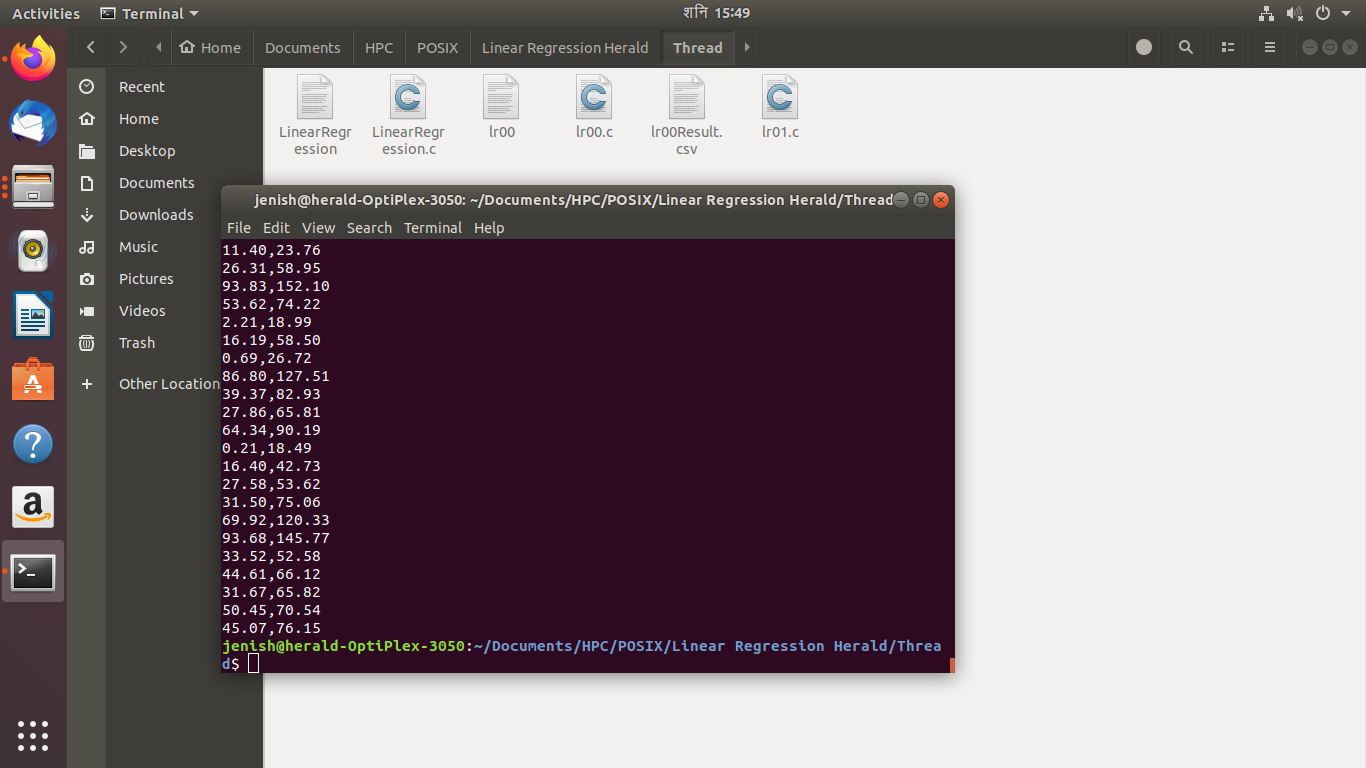 Activities Terminal शनि 15:49
Home Documents HPC POSIX Linear Regression Herald Thread
Recent
Home
Desktop
Documents
Downloads
Music
Pictures
Videos
Trash
+ Other Location
LinearRegr
ession
LinearRegr
ession.c
lr00
lr00.c
lr00Result.
csv
lr01.c
jenish@herald-OptiPlex-3050: ~/Documents/HPC/POSIX/Linear Regression Herald/Thread
File Edit View Search Terminal Help
11.40,23.76
26.31,58.95
93.83,152.10
53.62,74.22
2.21,18.99
16.19,58.50
0.69,26.72
86.80,127.51
39.37,82.93
27.86,65.81
64.34,90.19
0.21,18.49
16.40,42.73
27.58,53.62
31.50,75.06
69.92,120.33
93.68,145.77
33.52,52.58
44.61,66.12
31.67,65.82
50.45,70.54
45.07,76.15
jenish@herald-OptiPlex-3050:~/Documents/HPC/POSIX/Linear Regression Herald/Threa
d$